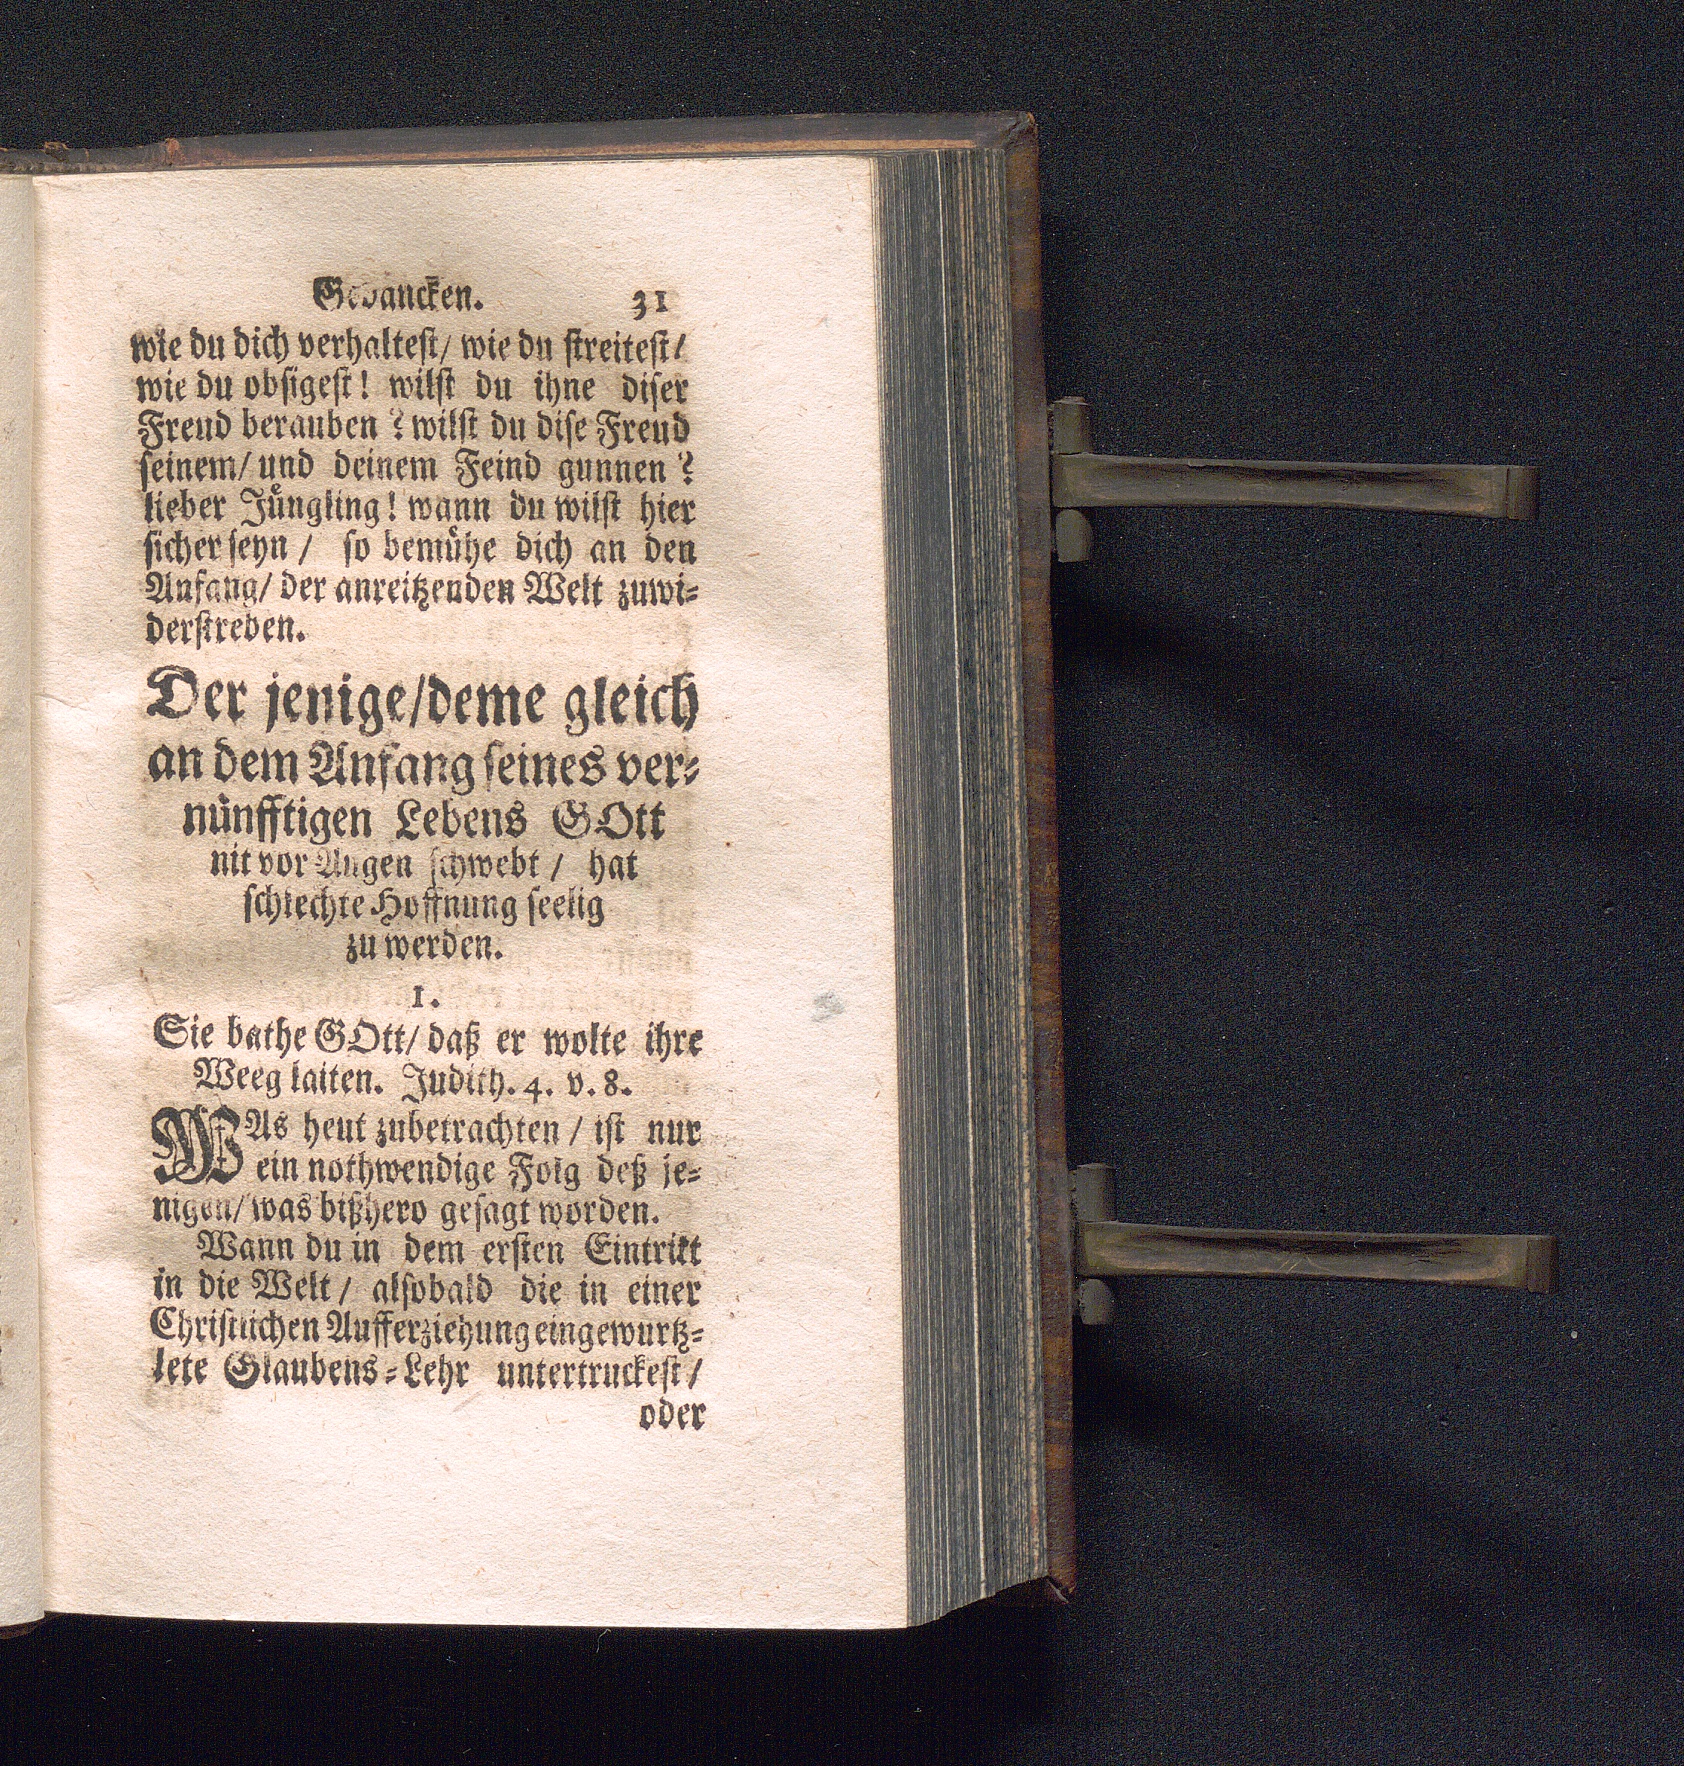 Gedancken. 31
wie du dich verhaltest/ wie du streitest/
wie du obsigest! wilst du ihne diser
Freud berauben? wilst du dise Freud
seinem/ und deinem Feind gunnen?
lieber Jüngling! wann du wilst hier
sicher seyn/ so bemühe dich an den
Anfang/ der anreitzenden Welt zuwi-
derstreben.
Der jenige/deme gleich
an dem Anfang seines ver-
nünfftigen Lebens GOtt
nit vor Augen schwebt/ hat
schlechte Hoffnung seelig
zu werden.
1.
Sie bathe GOtt/ daß er wolte ihre
Weeg laiten. Judith. 4. v. 8.
WAs heut zubetrachten/ ist nur
ein nothwendige Folg deß je-
nigen/ was bißhero gesagt worden.
Wann du in dem ersten Eintritt
in die Welt/ alsobald die in einer
Christlichen Aufferziehung eingewurtz-
lete Glaubens-Lehr untertruckest/
oder